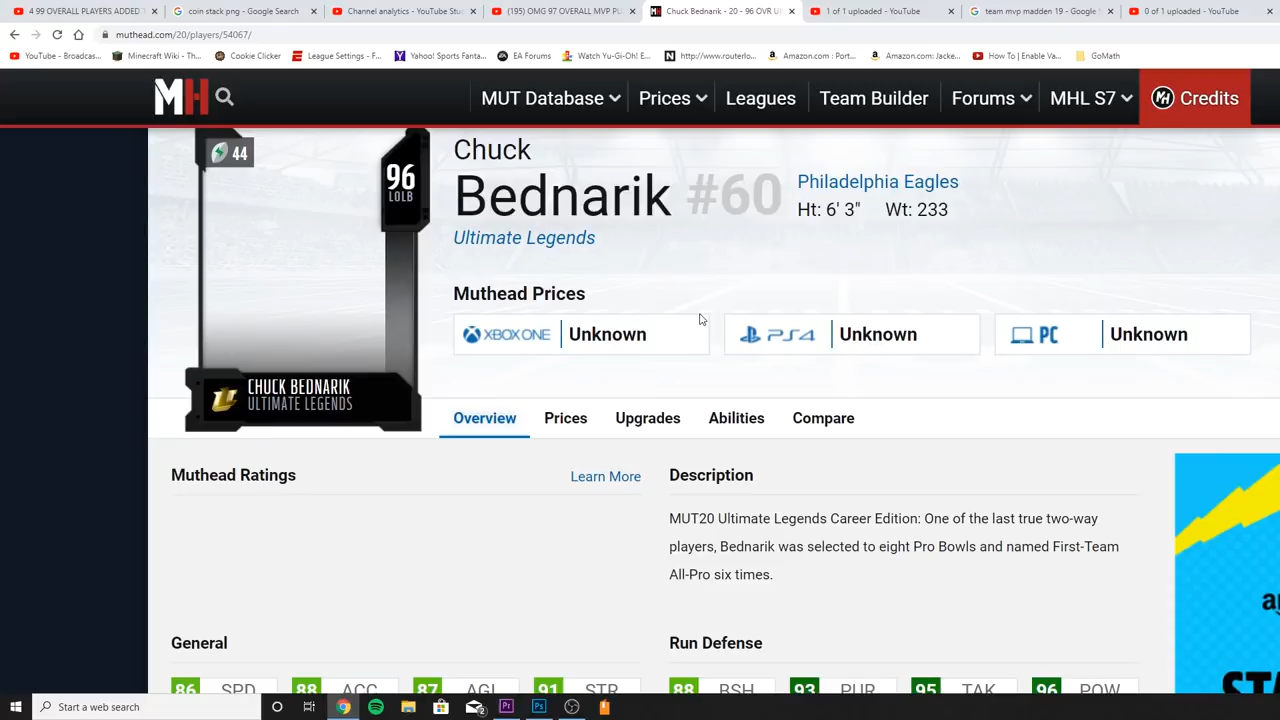 4 99 OVERALL PLAYERS ADDED T
coin stack png - Google Search
Channel analytics - YouTube Stu
(195) OMG 97 OVERALL MVP PU
Chuck Bednarik - 20 - 96 OVR Ul
1 of 1 uploaded - YouTube
team mvp madden 19 - Google
0 of 1 uploaded - YouTube
muthead.com/20/players/54067/
YouTube - Broadcas...
Minecraft Wiki - Th...
Cookie Clicker
League Settings - F...
Yahoo! Sports Fanta...
EA Forums
Watch Yu-Gi-Oh! E...
http://www.routerlo...
Amazon.com : Port...
Amazon.com: Jacke...
How To | Enable Va...
GoMath
MH
MUT Database
Prices
Leagues
Team Builder
Forums
MHL S7
Credits
44
96
LOLB
CHUCK BEDNARIK
ULTIMATE LEGENDS
Chuck
Bednarik #60
Ultimate Legends
Philadelphia Eagles
Ht: 6' 3" Wt: 233
Muthead Prices
XBOX ONE Unknown
PS4 Unknown
PC Unknown
Overview
Prices
Upgrades
Abilities
Compare
Muthead Ratings
Learn More
Description
MUT20 Ultimate Legends Career Edition: One of the last true two-way
players, Bednarik was selected to eight Pro Bowls and named First-Team
All-Pro six times.
General
86 SPD
88 ACC
87 AGI
91 STR
Run Defense
88 BSH
93 PUR
95 TAK
96 POW
Start a web search